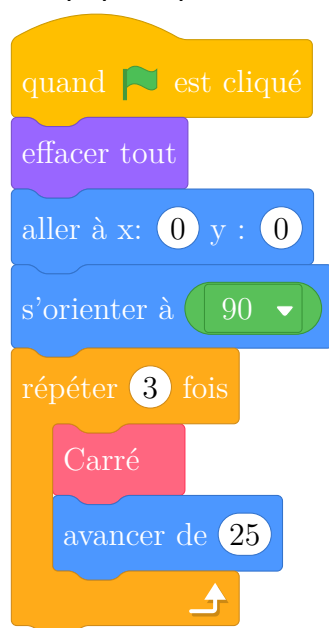 quand est cliqué
effacer tout
aller à x: 0 y : 0
s'orienter à 90
répéter 3 fois
Carré
avancer de 25